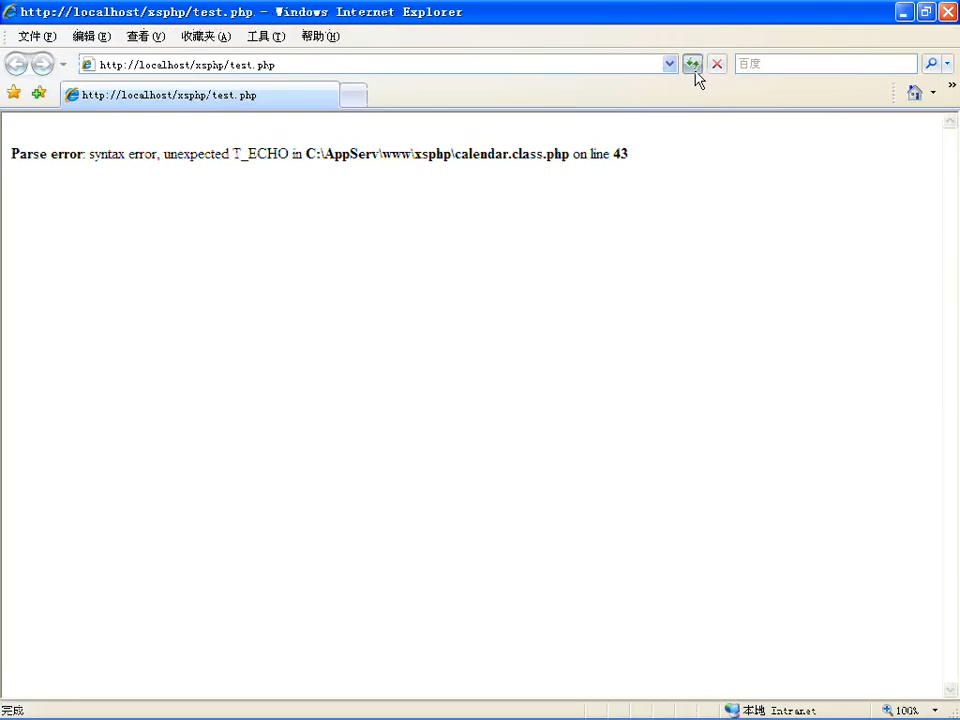 http://localhost/xsphp/test.php - Windows Internet Explorer
文件(F) 编辑(E) 查看(V) 收藏夹(A) 工具(T) 帮助(H)
http://localhost/xsphp/test.php 百度
http://localhost/xsphp/test.php
Parse error: syntax error, unexpected T_ECHO in C:\AppServ\www\xsphp\calendar.class.php on line 43
完成 本地 Intranet 100%